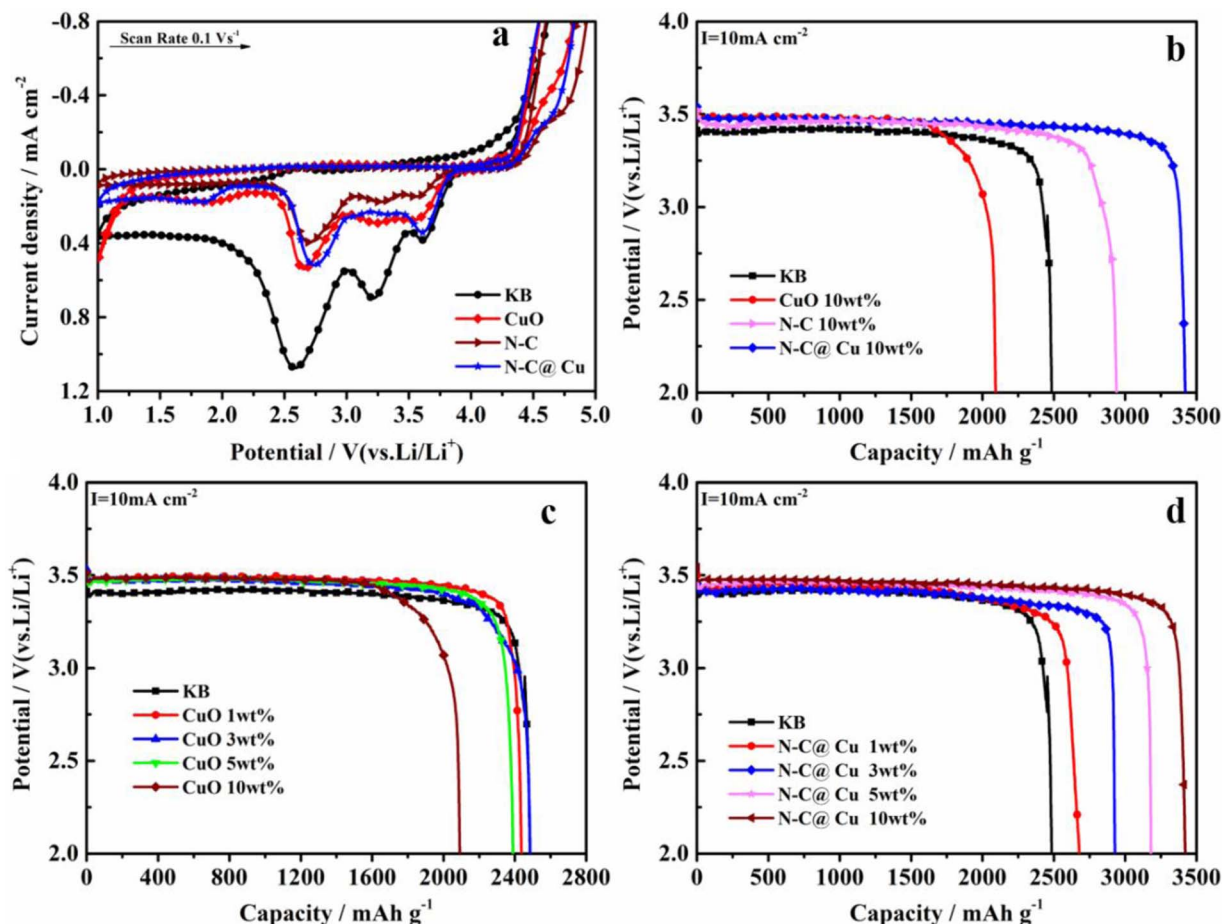 a
Scan Rate 0.1 Vs-1
Current density / mA cm-2
-0.8
-0.4
0.0
0.4
0.8
1.2
KB
CuO
N-C
N-C@ Cu
1.0 1.5 2.0 2.5 3.0 3.5 4.0 4.5 5.0
Potential / V(vs.Li/Li+)
b
I=10mA cm-2
Potential / V(vs.Li/Li+)
4.0
3.5
3.0
2.5
2.0
KB
CuO 10wt%
N-C 10wt%
N-C@ Cu 10wt%
0 500 1000 1500 2000 2500 3000 3500
Capacity / mAh g-1
c
I=10mA cm-2
Potential / V(vs.Li/Li+)
4.0
3.5
3.0
2.5
2.0
KB
CuO 1wt%
CuO 3wt%
CuO 5wt%
CuO 10wt%
0 400 800 1200 1600 2000 2400 2800
Capacity / mAh g-1
d
I=10mA cm-2
Potential / V(vs.Li/Li+)
4.0
3.5
3.0
2.5
2.0
KB
N-C@ Cu 1wt%
N-C@ Cu 3wt%
N-C@ Cu 5wt%
N-C@ Cu 10wt%
0 500 1000 1500 2000 2500 3000 3500
Capacity / mAh g-1